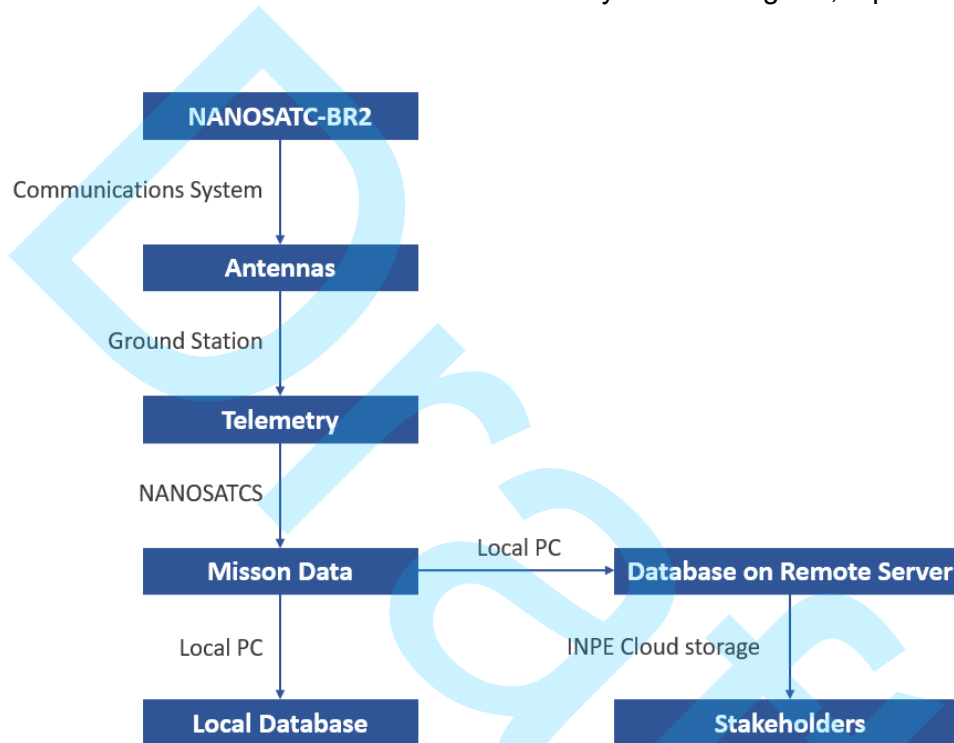 NANOSATC-BR2
Communications System
Antennas
Ground Station
Telemetry
NANOSATCS
Misson Data
Local PC
Database on Remote Server
Local PC
INPE Cloud storage
Local Database
Stakeholders